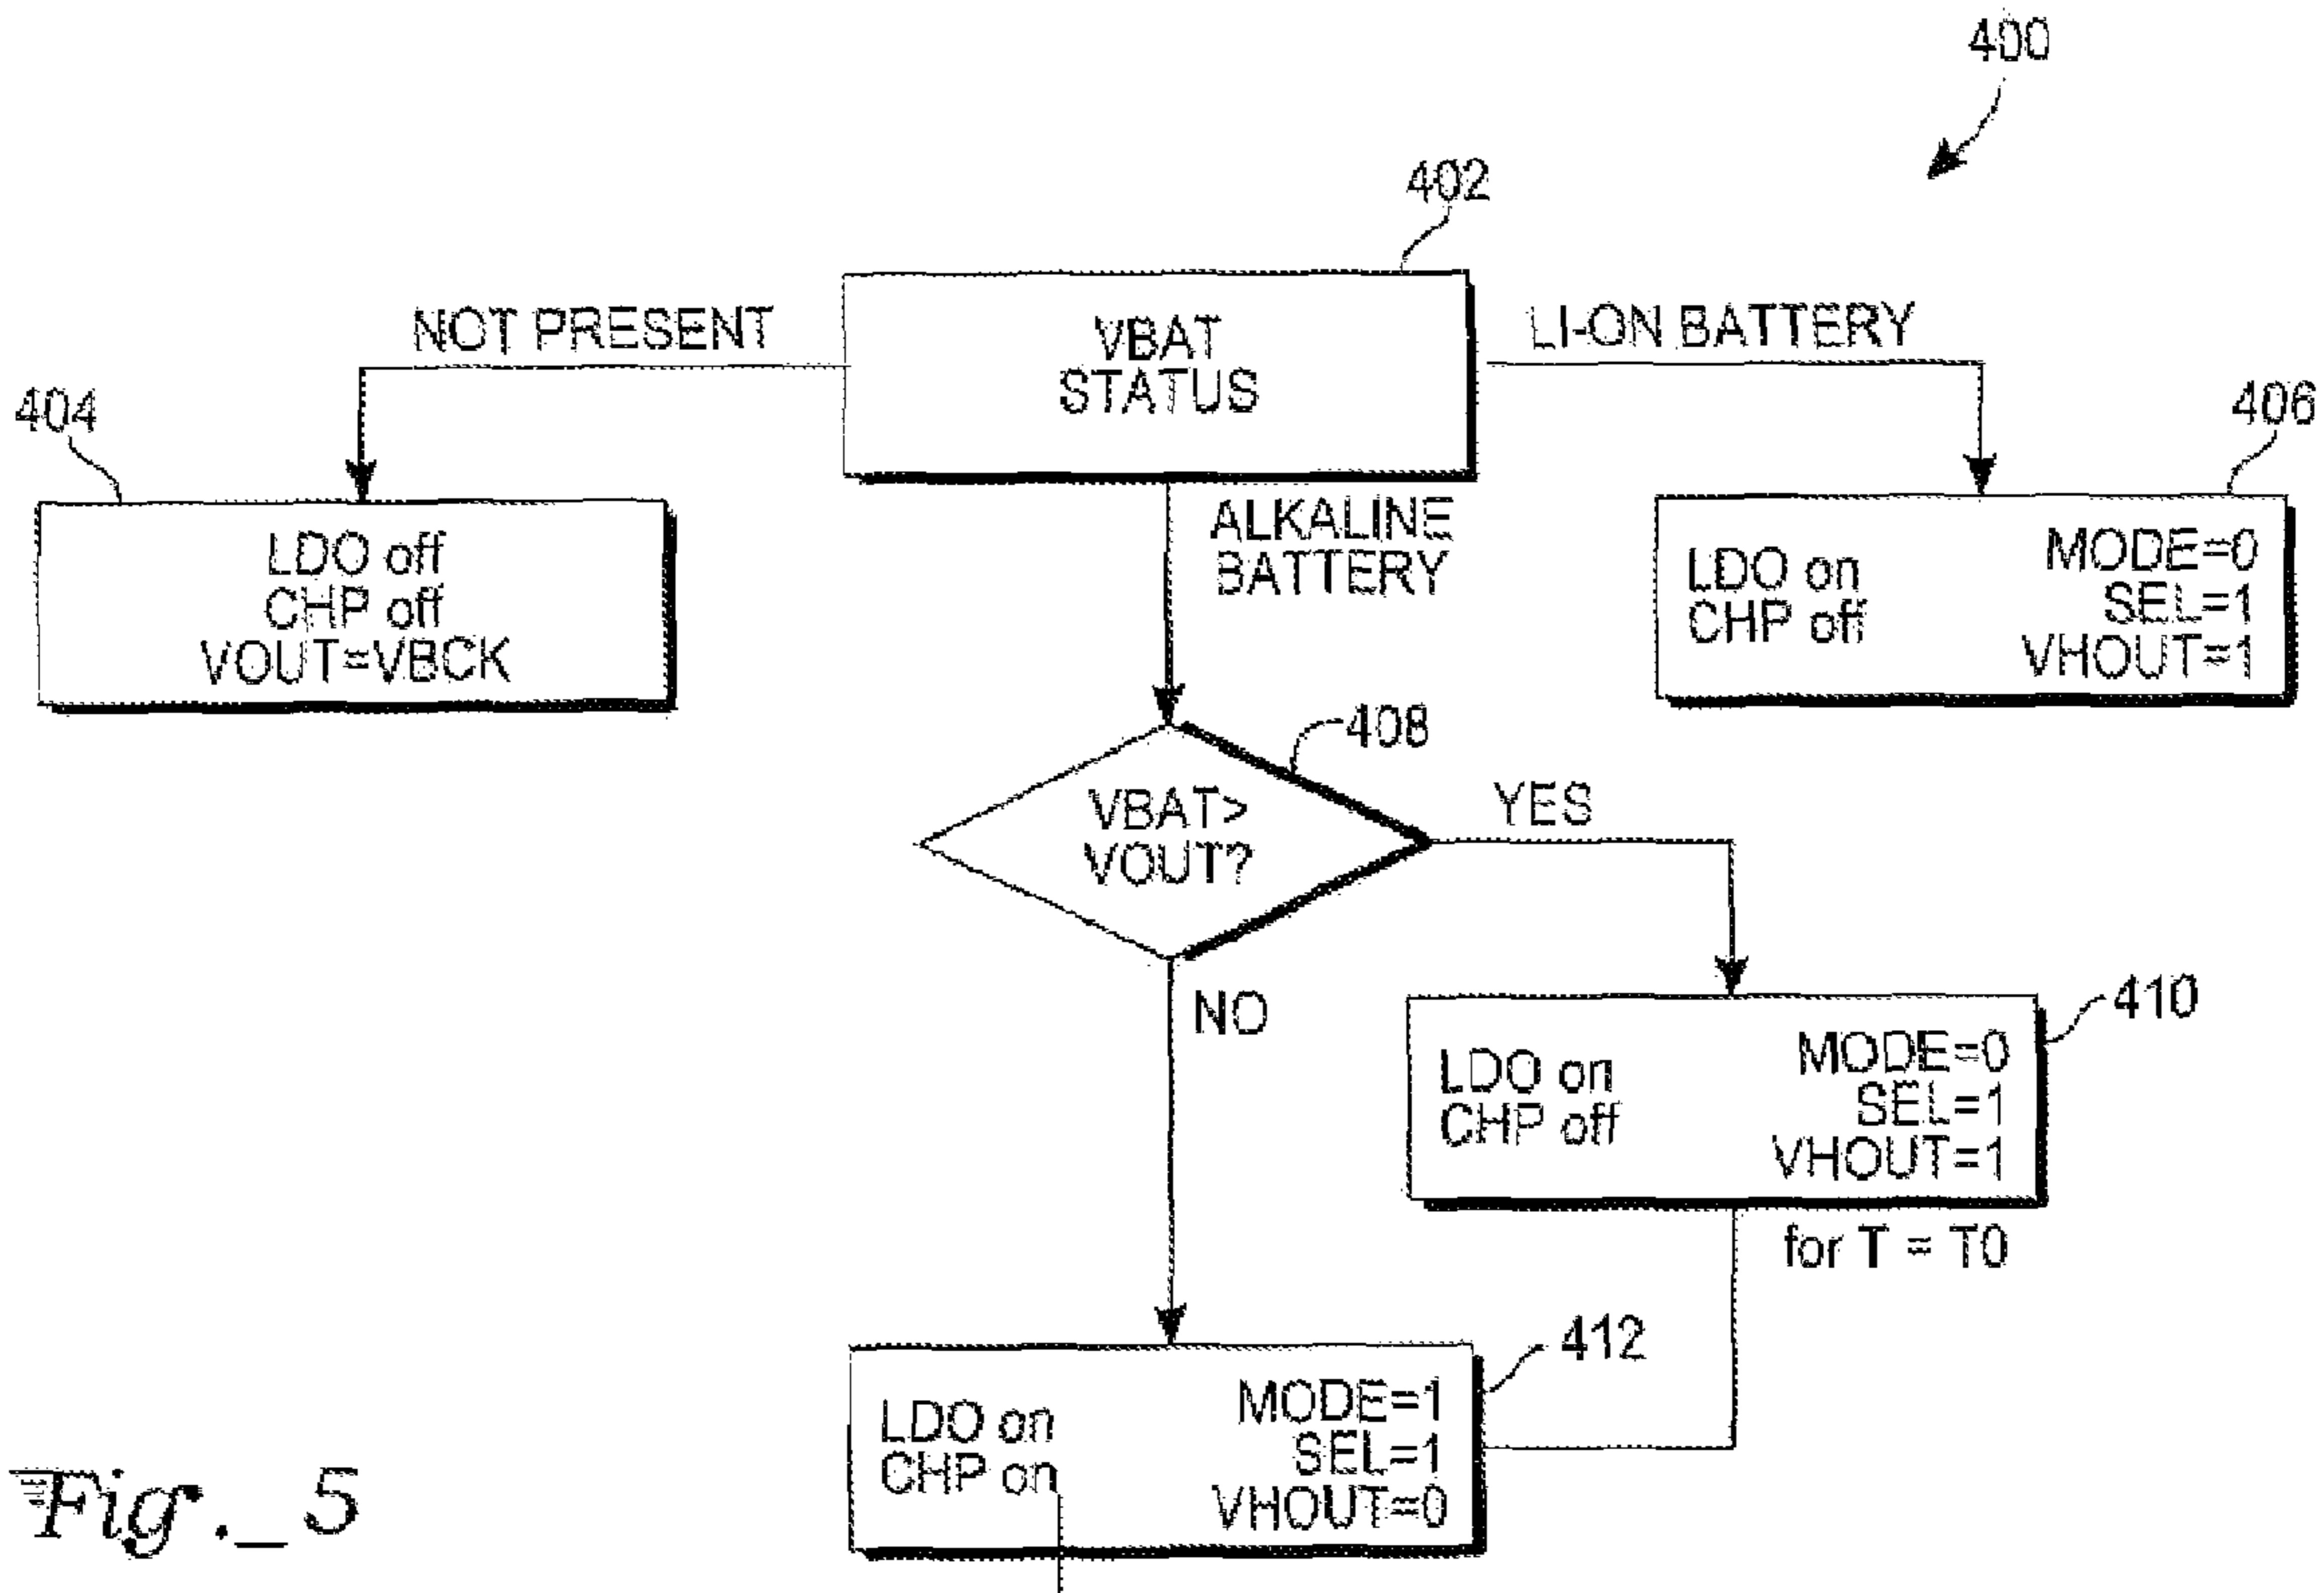 400
402
NOT PRESENT
VBAT
STATUS
LI-ON BATTERY
404
406
LDO off
CHP off
VOUT=VBCK
ALKALINE
BATTERY
LDO on
CHP off
MODE=0
SEL=1
VHOUT=1
408
VBAT>
VOUT?
YES
NO
410
LDO on
CHP off
MODE=0
SEL=1
VHOUT=1
for T = T0
412
LDO on
CHP on
MODE=1
SEL=1
VHOUT=0
Fig._5